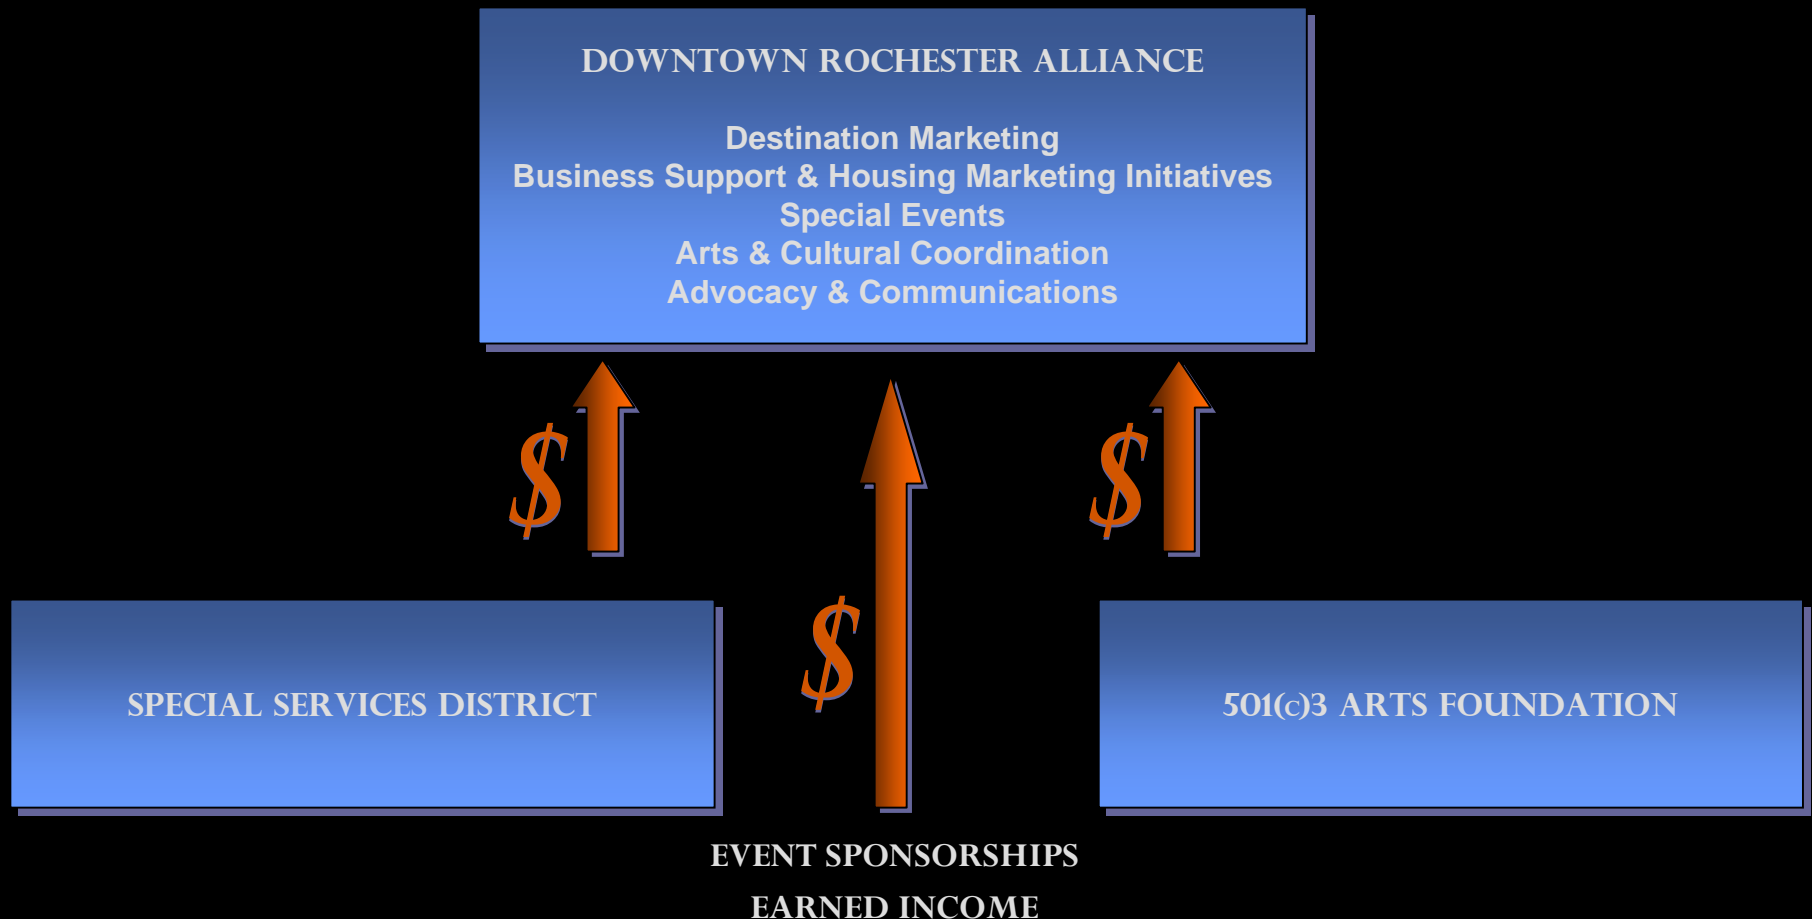 DOWNTOWN ROCHESTER ALLIANCE
Destination Marketing
Business Support & Housing Marketing Initiatives
Special Events
Arts & Cultural Coordination
Advocacy & Communications
$
$
$
SPECIAL SERVICES DISTRICT
501(C)3 ARTS FOUNDATION
EVENT SPONSORSHIPS
EARNED INCOME